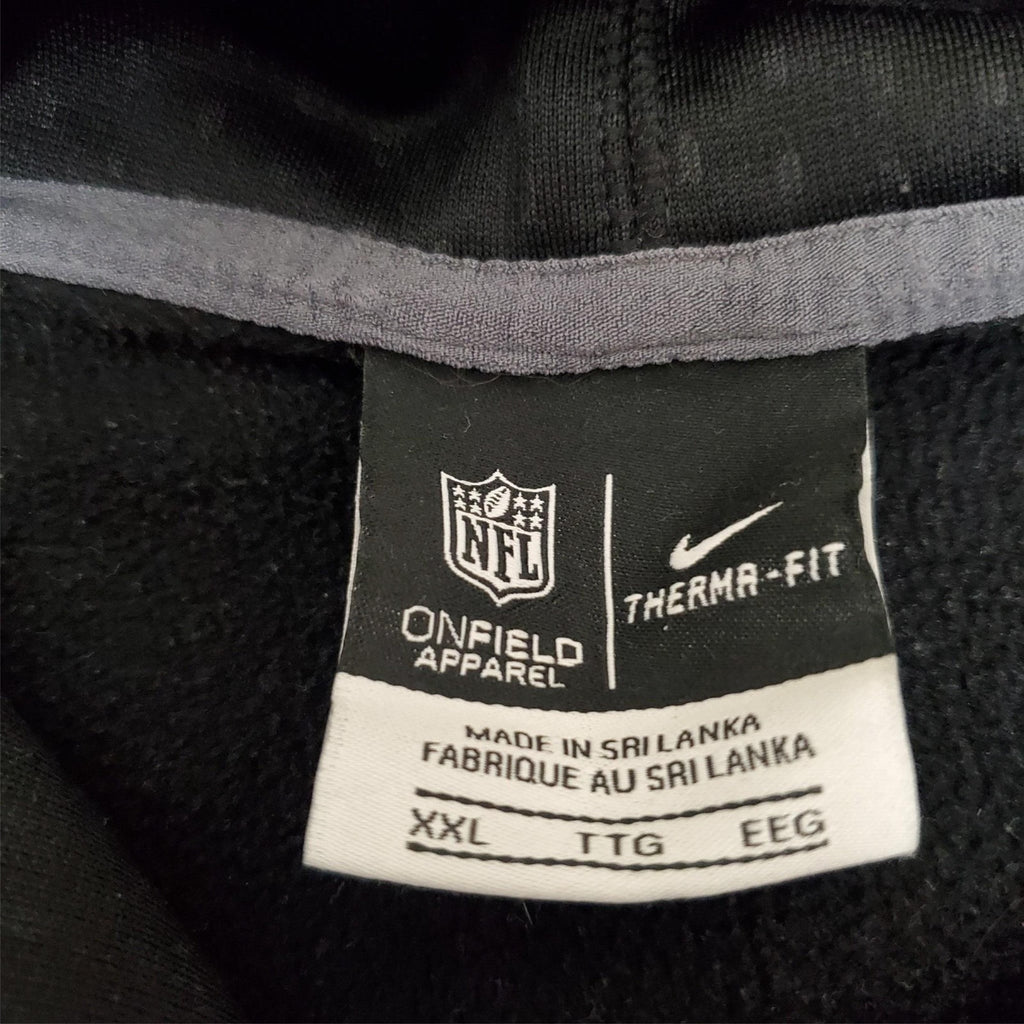 NFL
ONFIELD
APPAREL
THERMA-FIT
MADE IN SRI LANKA
FABRIQUE AU SRI LANKA
XXL TTG EEG